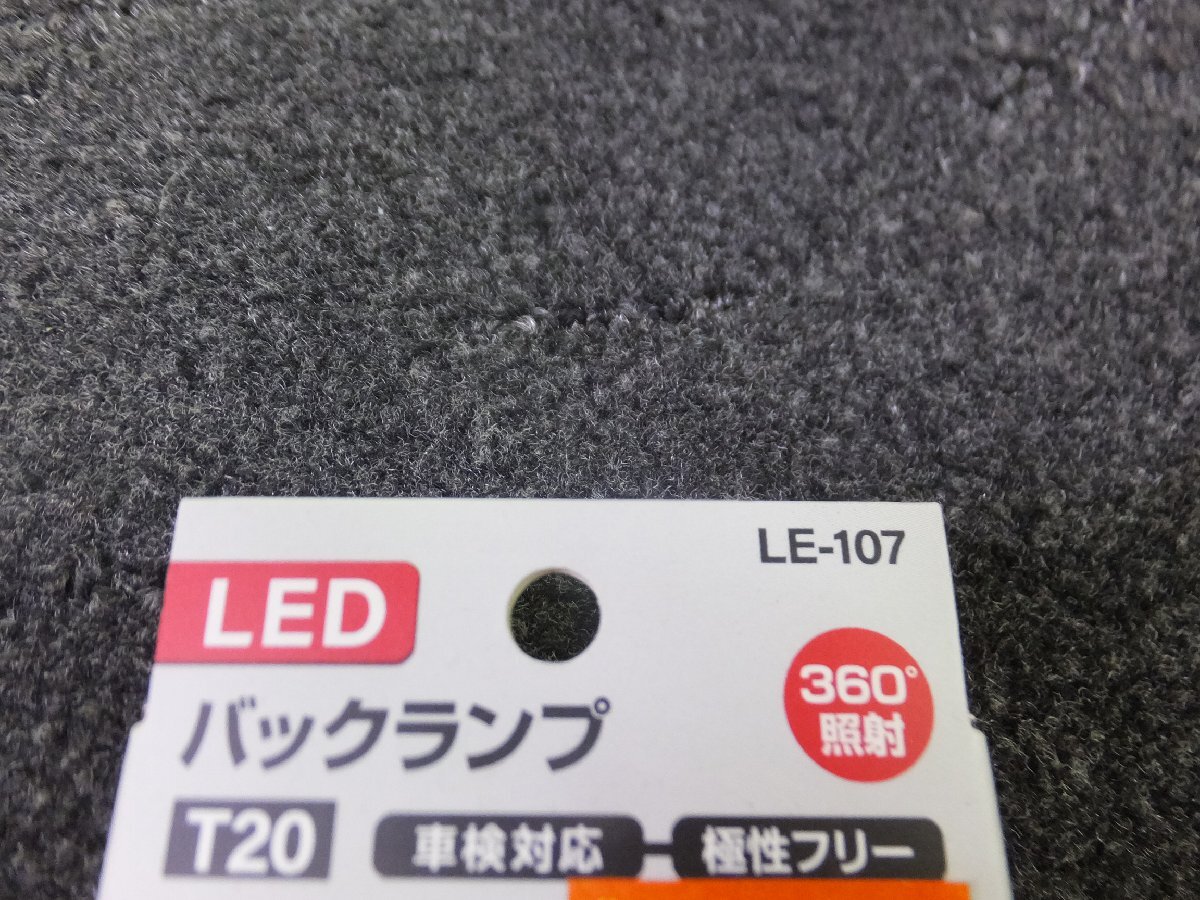 LE-107
LED
360°
照射
バックランプ
T20 車検対応 極性フリー